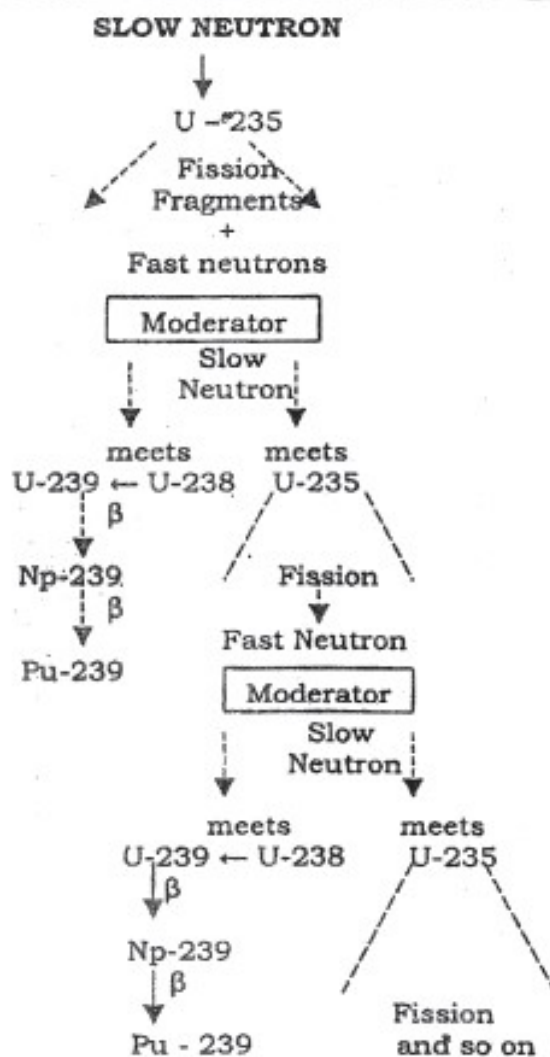 SLOW NEUTRON
U - 235
Fission
Fragments
+
Fast neutrons
Moderator
Slow
Neutron
meets meets
U-239 ← U-238 U-235
β
Np-239 Fission
β
Fast Neutron
Pu-239
Moderator
Slow
Neutron
meets meets
U-239 ← U-238 U-235
β
Np-239
β
Fission
Pu - 239 and so on